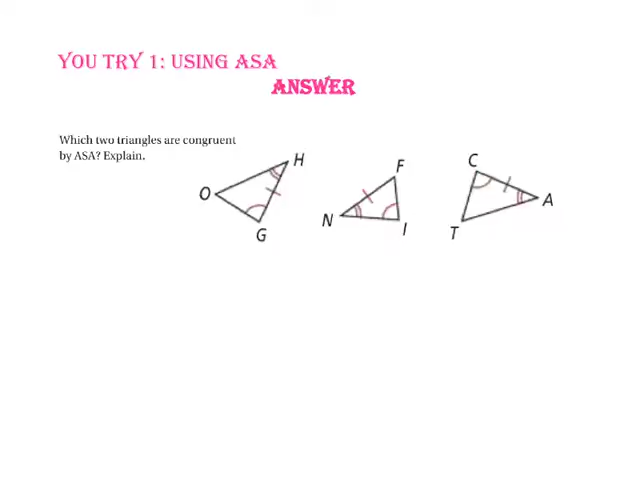 YOU TRY 1: USING ASA
ANSWER
Which two triangles are congruent
by ASA? Explain.
H
O
G
F
N
I
C
A
T